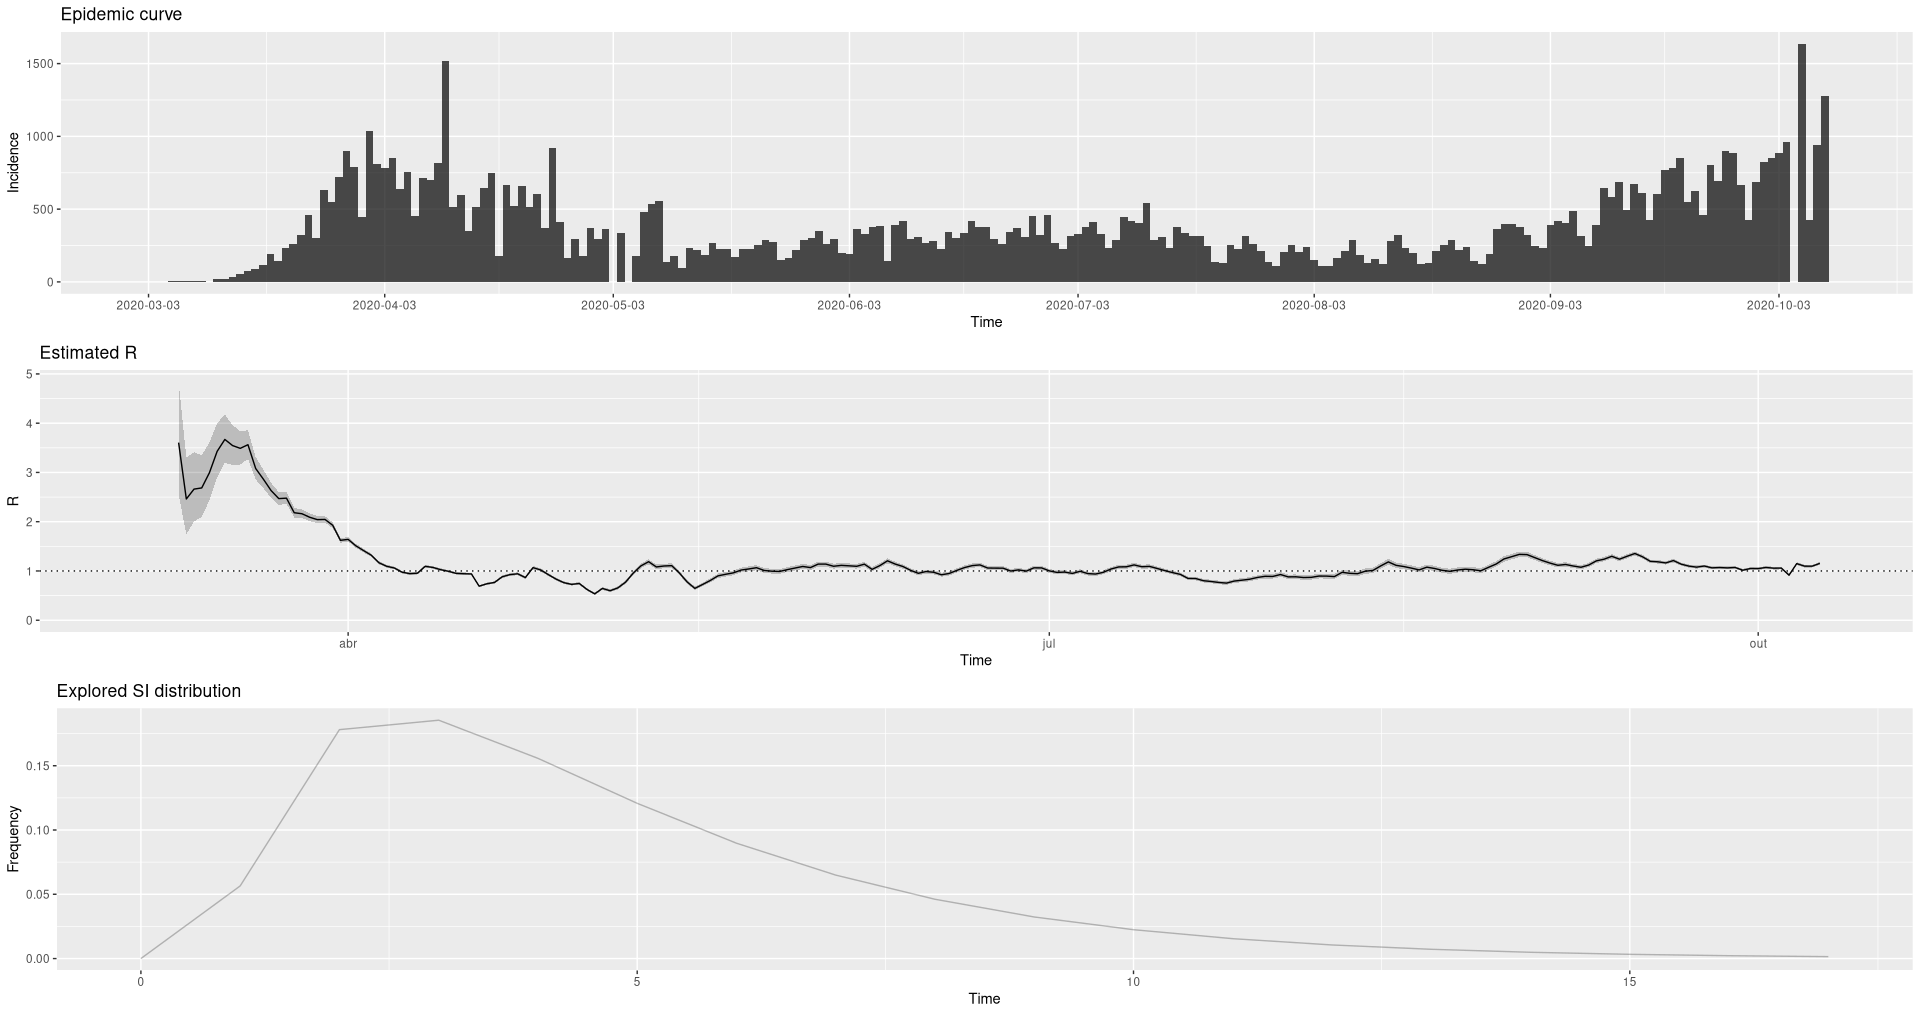 Epidemic curve
1500
1000
500
0
Incidence
2020-03-03 2020-04-03 2020-05-03 2020-06-03 2020-07-03 2020-08-03 2020-09-03 2020-10-03
Time
Estimated R
5
4
3
2
1
0
R
abr jul out
Time
Explored SI distribution
0.15
0.10
0.05
0.00
Frequency
0 5 10 15
Time